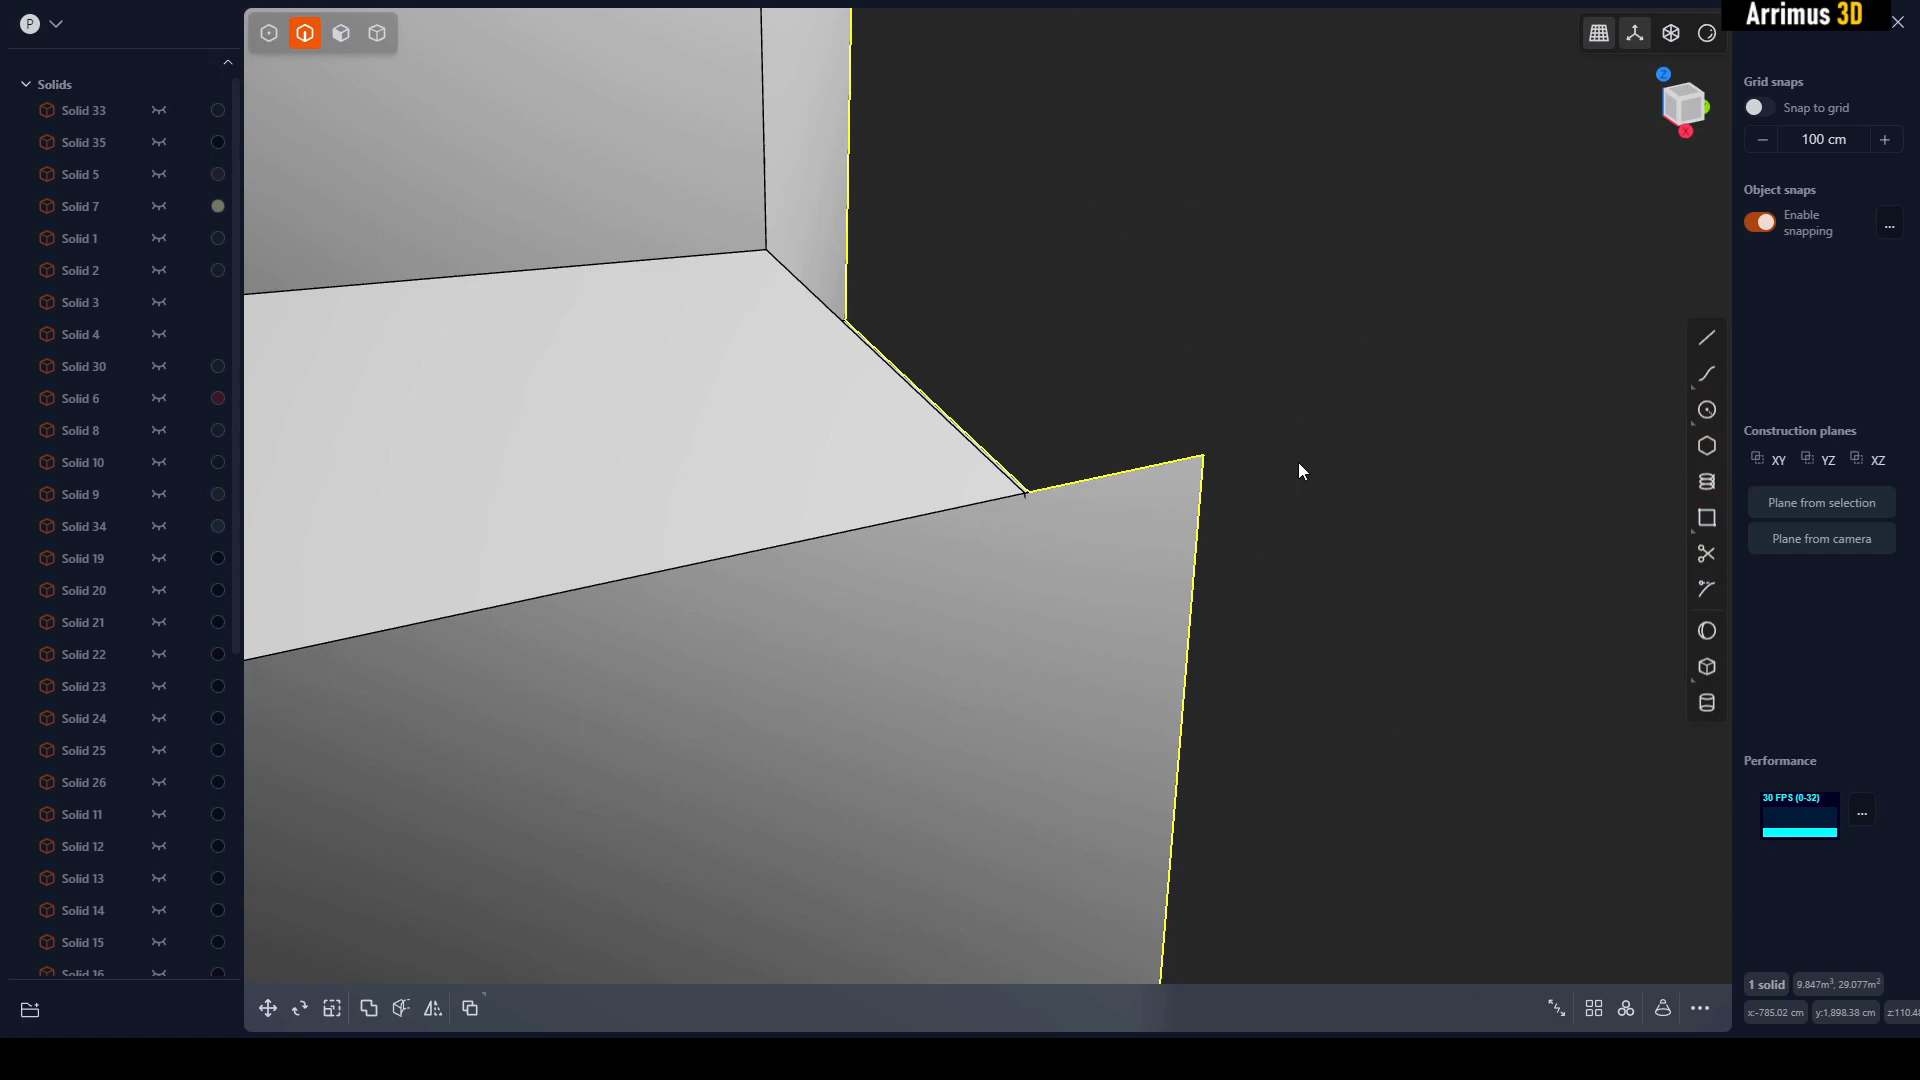 P
Arrimus 3D
Solids
Solid 33
Solid 35
Solid 5
Solid 7
Solid 1
Solid 2
Solid 3
Solid 4
Solid 30
Solid 6
Solid 8
Solid 10
Solid 9
Solid 34
Solid 19
Solid 20
Solid 21
Solid 22
Solid 23
Solid 24
Solid 25
Solid 26
Solid 11
Solid 12
Solid 13
Solid 14
Solid 15
Solid 16
Z
X
Grid snaps
Snap to grid
100 cm
Object snaps
Enable
snapping
...
Construction planes
XY YZ XZ
Plane from selection
Plane from camera
Performance
30 FPS (0-32)
...
1 solid 9.847m³, 29.077m²
x:-785.02 cm y:1,898.38 cm z:110.48